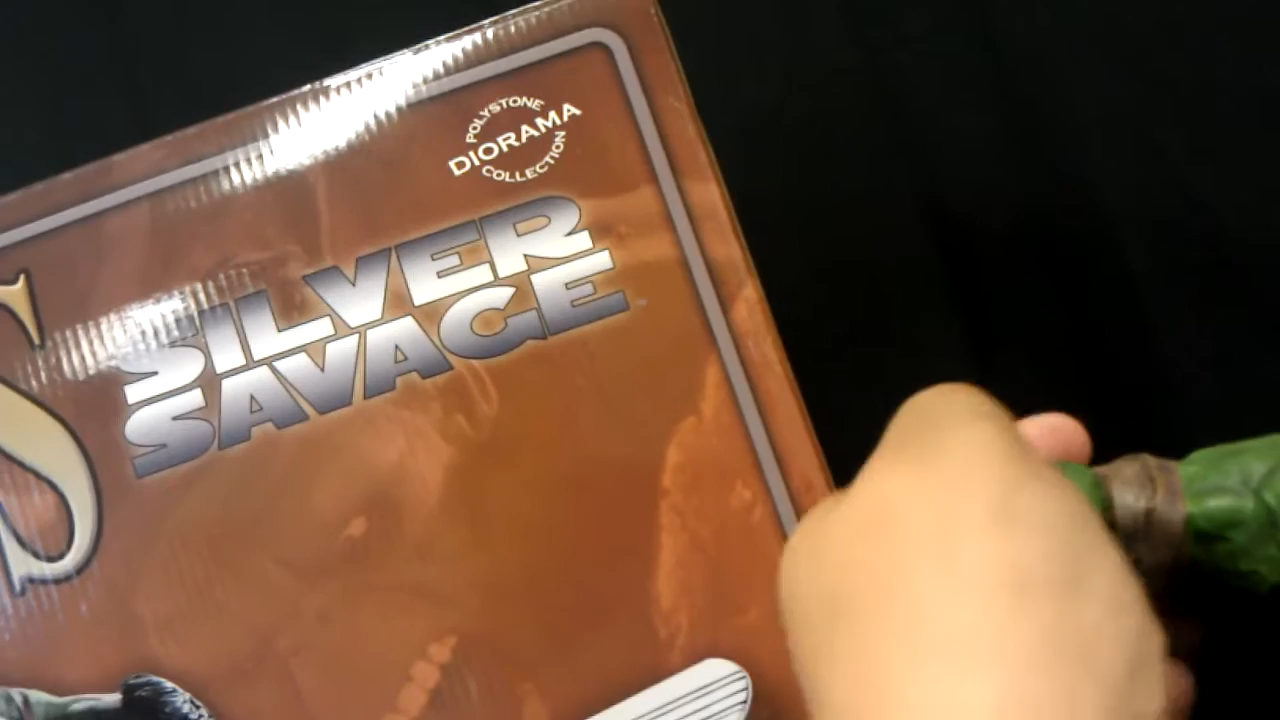 POLYSTONE
DIORAMA
COLLECTION
SILVER
SAVAGE
S